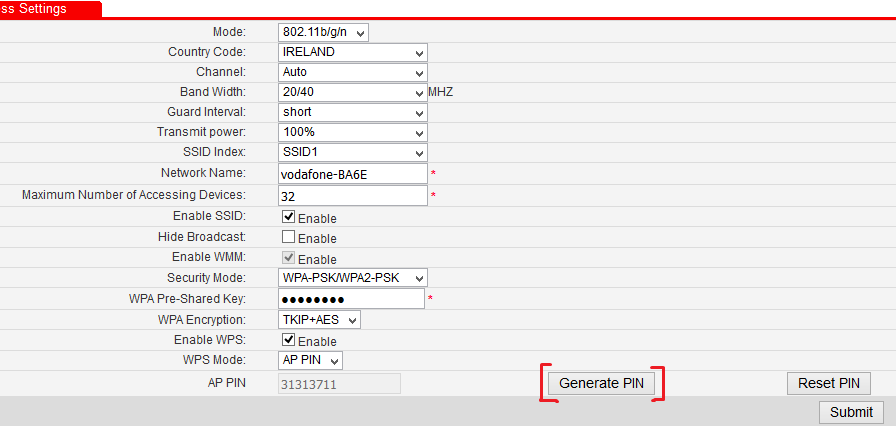 ss Settings
Mode: 802.11b/g/n
Country Code: IRELAND
Channel: Auto
Band Width: 20/40 MHZ
Guard Interval: short
Transmit power: 100%
SSID Index: SSID1
Network Name: vodafone-BA6E *
Maximum Number of Accessing Devices: 32 *
Enable SSID: Enable
Hide Broadcast: Enable
Enable WMM: Enable
Security Mode: WPA-PSK/WPA2-PSK
WPA Pre-Shared Key: ●●●●●●●● *
WPA Encryption: TKIP+AES
Enable WPS: Enable
WPS Mode: AP PIN
AP PIN 31313711 Generate PIN Reset PIN
Submit